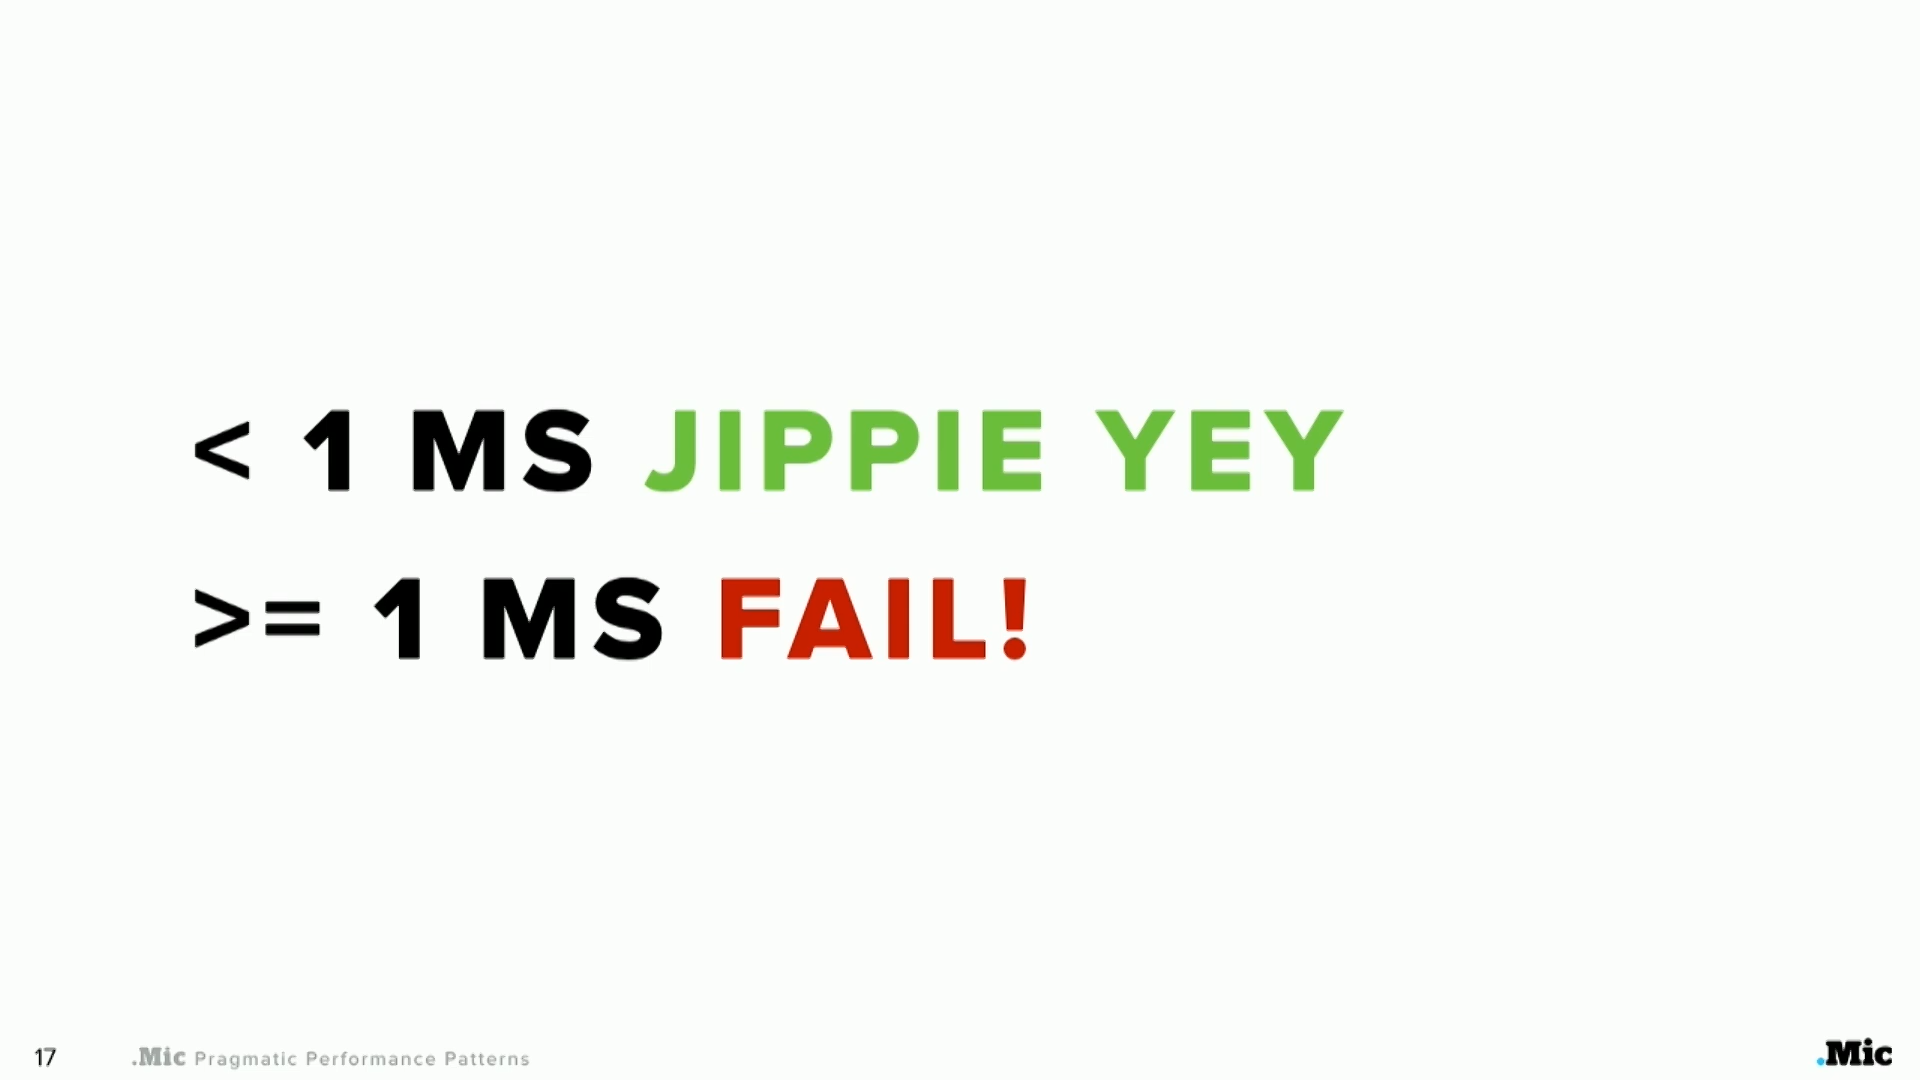 < 1 MS JIPPIE YEY
>= 1 MS FAIL!
17 .Mic Pragmatic Performance Patterns .Mic